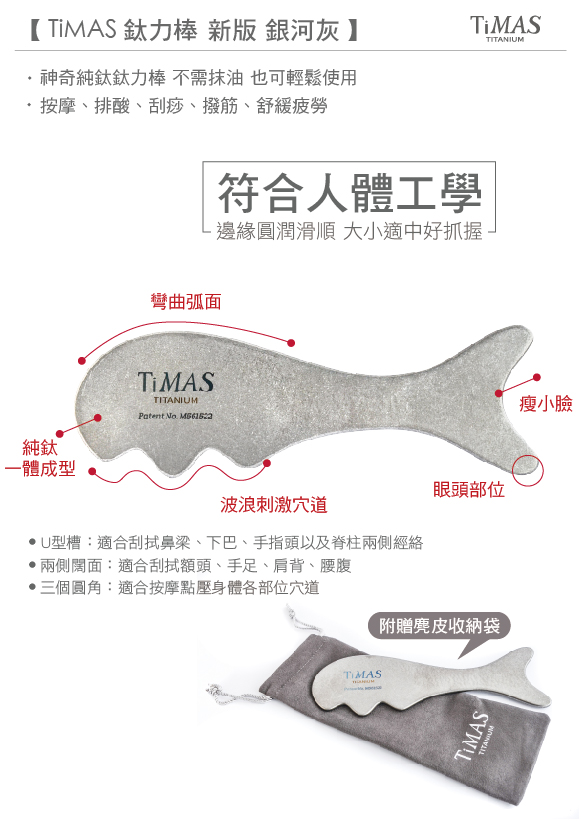 【 TiMAS 鈦力棒 新版 銀河灰 】
TiMAS
TITANIUM
・神奇純鈦鈦力棒 不需抹油 也可輕鬆使用
・按摩、排酸、刮痧、撥筋、舒緩疲勞
符合人體工學
邊緣圓潤滑順 大小適中好抓握
彎曲弧面
TiMAS
TITANIUM
Patent No. M561522
瘦小臉
純鈦
一體成型
眼頭部位
波浪刺激穴道
●U型槽：適合刮拭鼻梁、下巴、手指頭以及脊柱兩側經絡
●兩側闊面：適合刮拭額頭、手足、肩背、腰腹
●三個圓角：適合按摩點壓身體各部位穴道
附贈麂皮收納袋
TiMAS
TITANIUM
TiMAS
TITANIUM